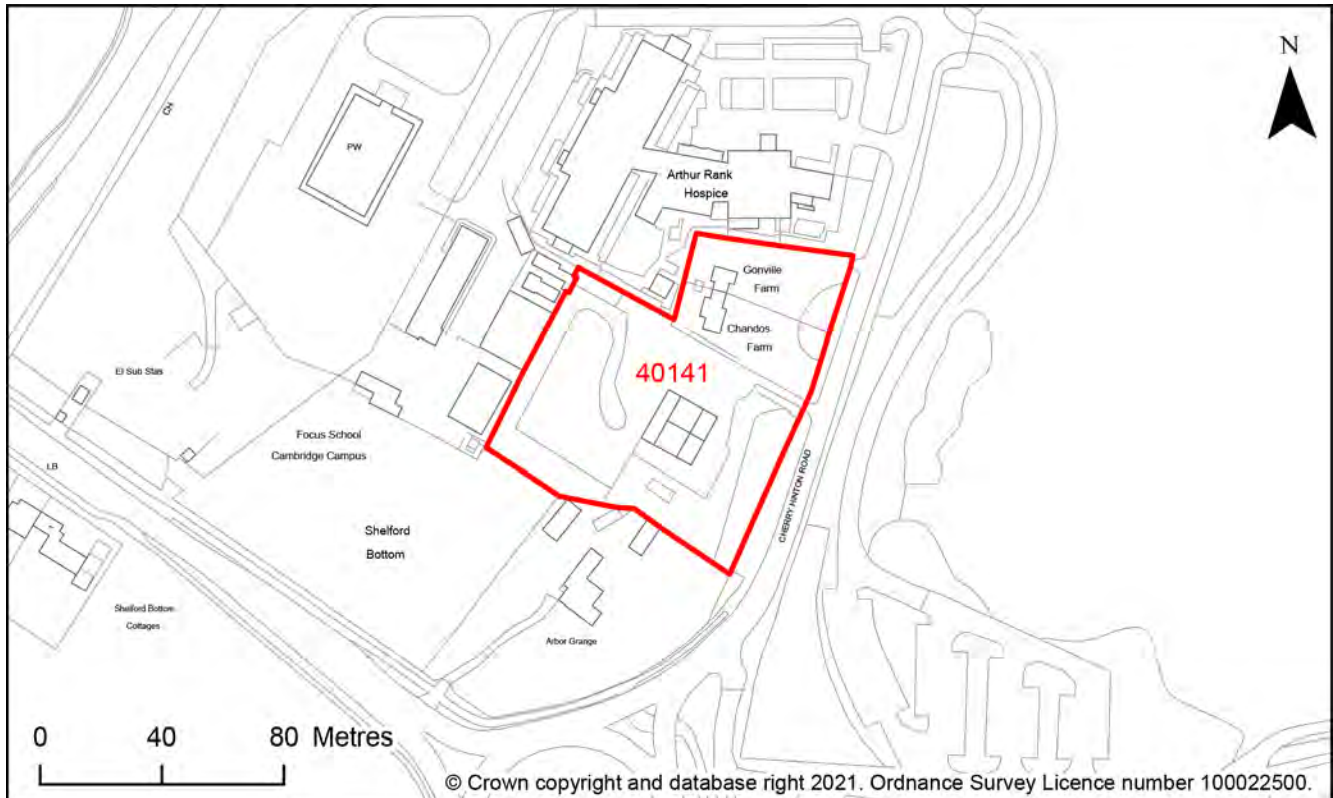 N
CH
PW
Arthur Rank
Hospice
Gonville
Farm
Chandos
Farm
40141
El Sub Stas
Focus School
Cambridge Campus
LB
CHERRY HINTON ROAD
Shelford
Bottom
Shelford Bottom
Cottages
Arbor Grange
0 40 80 Metres
© Crown copyright and database right 2021. Ordnance Survey Licence number 100022500.